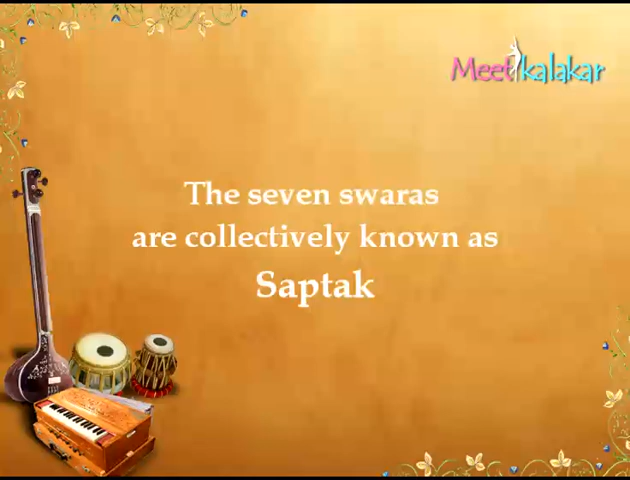 Meetkalakar
The seven swaras
are collectively known as
Saptak